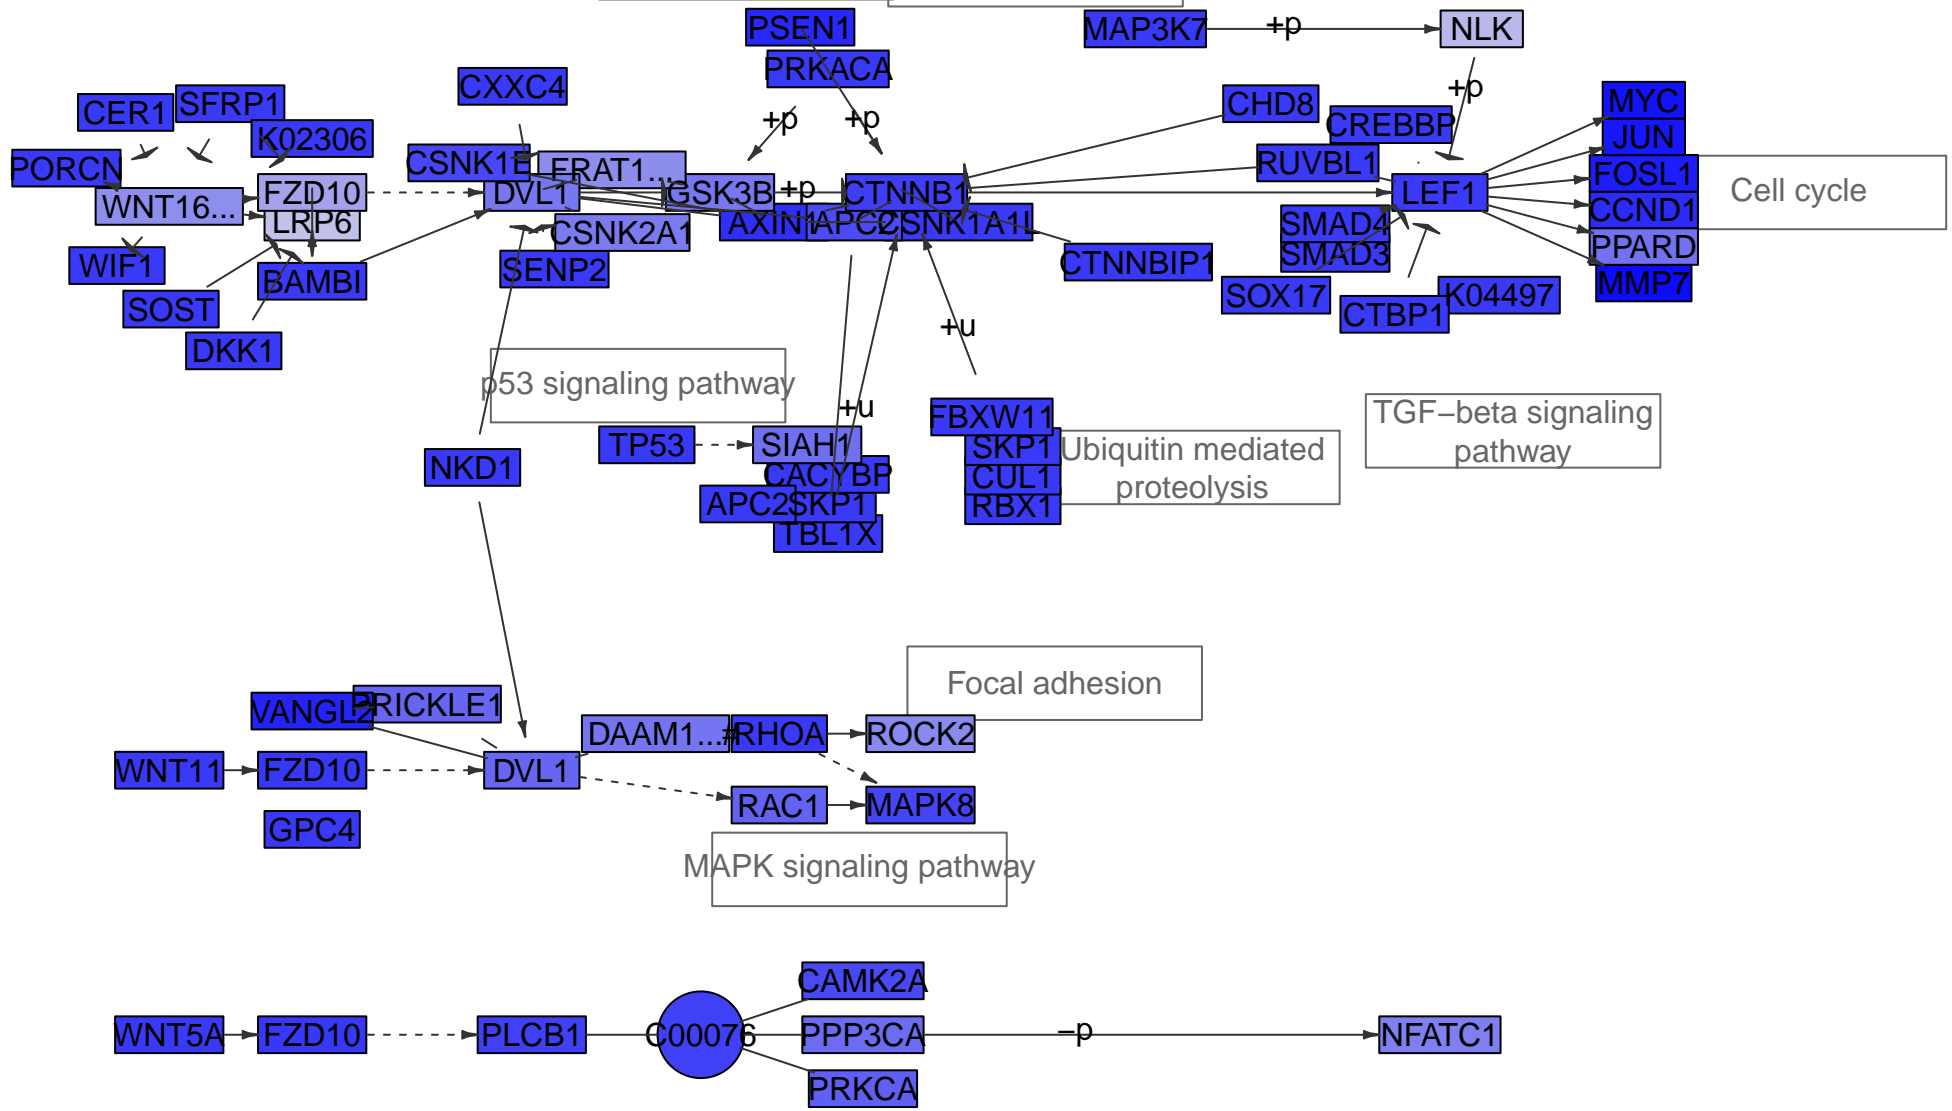 PSEN1
MAP3K7
+p
NLK
PRKACA
CXXC4
+p
CER1
SFRP1
CHD8
MYC
+p
+p
CREBBP
K02306
JUN
PORCN
CSNK1E
FRAT1...
RUVBL1
FOSL1
Cell cycle
WNT16...
FZD10
DVL1
GSK3B
+p
CTNNB1
LEF1
CCND1
LRP6
CSNK2A1
AXIN1
APC2
CSNK1A1L
SMAD4
PPARD
WIF1
BAMBI
SENP2
CTNNBIP1
SMAD3
MMP7
SOST
SOX17
K04497
CTBP1
DKK1
+u
p53 signaling pathway
+u
FBXW11
TGF−beta signaling
pathway
TP53
SIAH1
SKP1
Ubiquitin mediated
proteolysis
NKD1
CACYBP
CUL1
APC2
SKP1
RBX1
TBL1X
Focal adhesion
VANGL2
PRICKLE1
DAAM1...#
RHOA
ROCK2
WNT11
FZD10
DVL1
RAC1
MAPK8
GPC4
MAPK signaling pathway
CAMK2A
WNT5A
FZD10
PLCB1
C00076
PPP3CA
−p
NFATC1
PRKCA